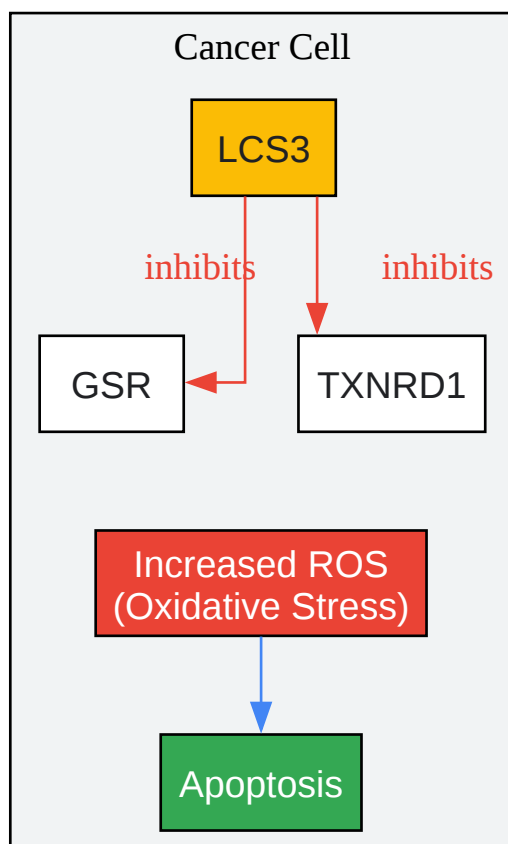 Cancer Cell
LCS3
inhibits
inhibits
GSR
TXNRD1
Increased ROS
(Oxidative Stress)
Apoptosis